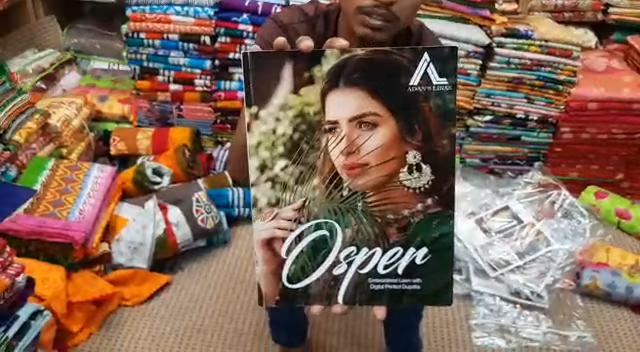 ADAN'S LIBAS
Osper
Embroidered Lawn with
Digital Printed Dupatta